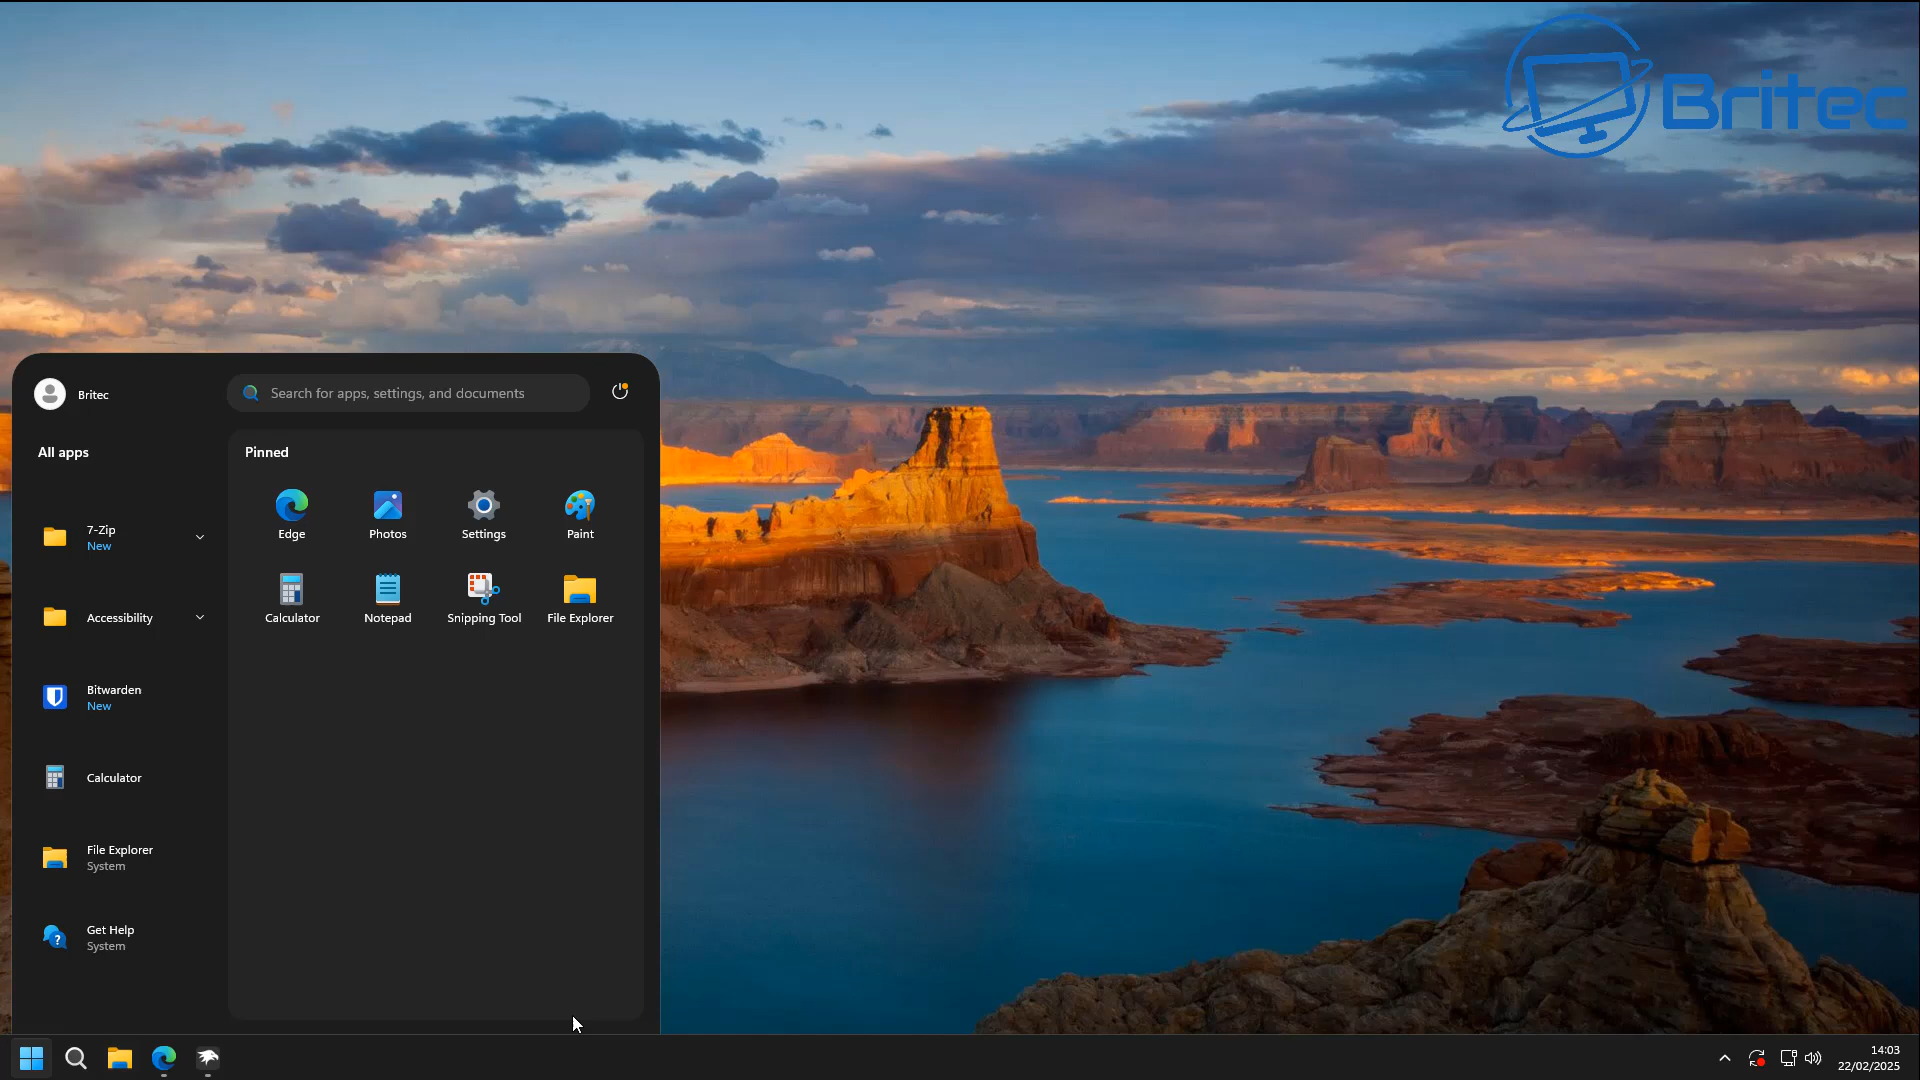 Britec
Britec
Search for apps, settings, and documents
All apps
Pinned
7-Zip
New
Accessibility
Bitwarden
New
Calculator
File Explorer
System
Get Help
System
Edge
Photos
Settings
Paint
Calculator
Notepad
Snipping Tool
File Explorer
14:03
22/02/2025